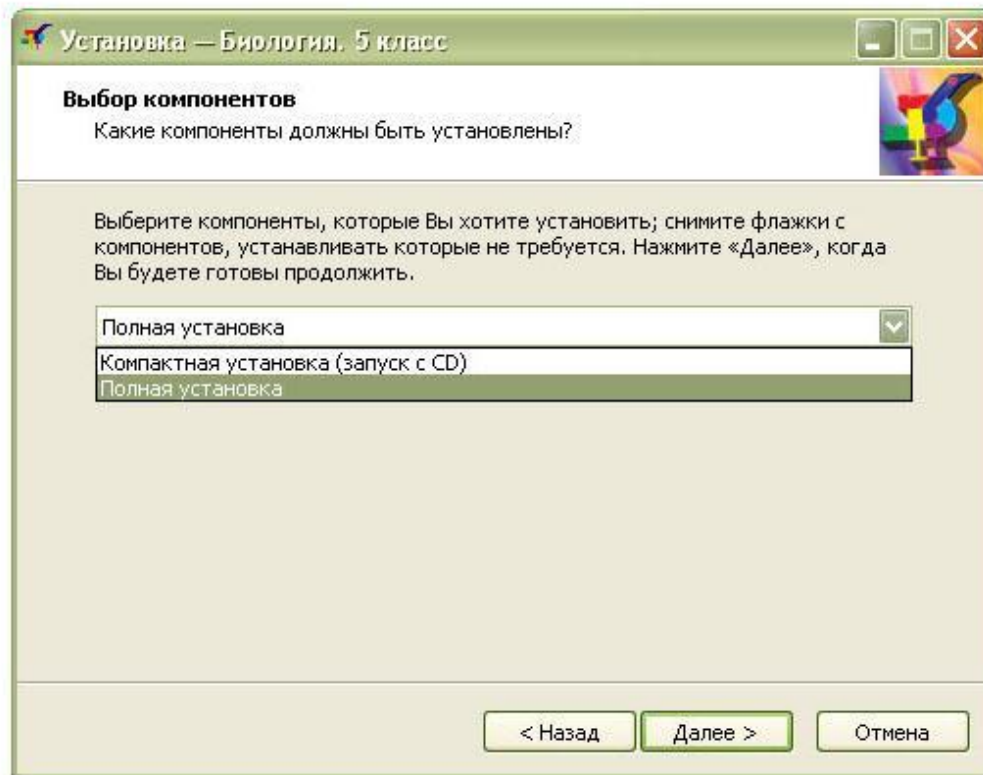 Установка — Биология. 5 класс
Выбор компонентов
Какие компоненты должны быть установлены?
Выберите компоненты, которые Вы хотите установить; снимите флажки с
компонентов, устанавливать которые не требуется. Нажмите «Далее», когда
Вы будете готовы продолжить.
Полная установка
Компактная установка (запуск с CD)
Полная установка
< Назад Далее > Отмена